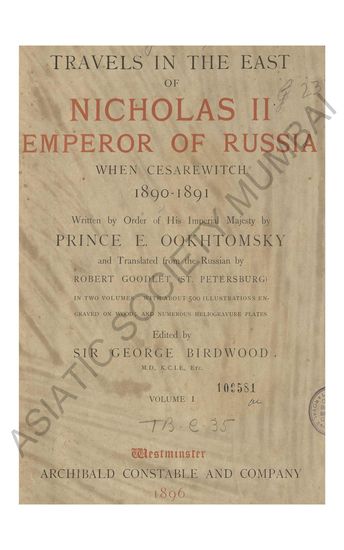 TRAVELS IN THE EAST
OF
NICHOLAS II
EMPEROR OF RUSSIA
WHEN CESAREWITCH
1890-1891
Written by Order of His Imperial Majesty by
PRINCE E. OOKHTOMSKY
and Translated from the Russian by
ROBERT GOODLET (ST. PETERSBURG)
IN TWO VOLUMES WITH ABOUT 500 ILLUSTRATIONS EN-
GRAVED ON WOOD, AND NUMEROUS HELIOGRAVURE PLATES
Edited by
SIR GEORGE BIRDWOOD,
M.D., K.C.I.E., Etc.
VOLUME I
109581
TB-C-35
Westminster
ARCHIBALD CONSTABLE AND COMPANY
1896
ASIATIC SOCIETY MUMBAI